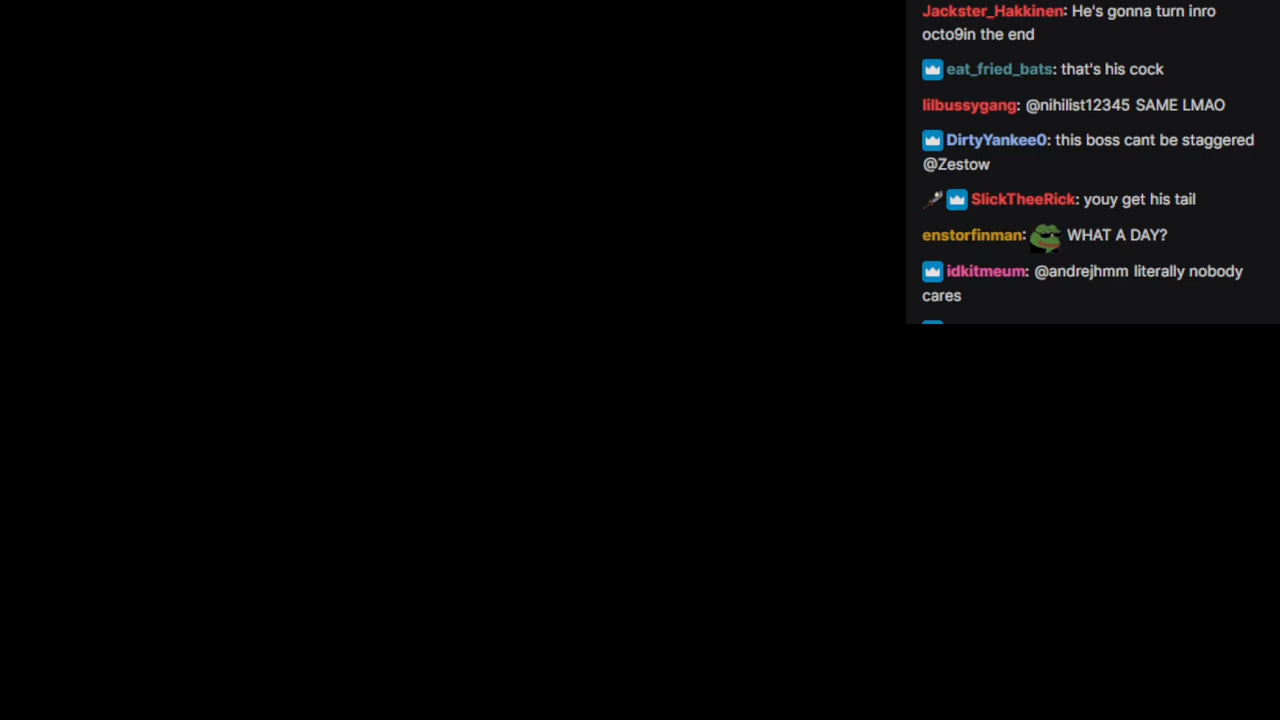 Jackster_Hakkinen: He's gonna turn inro
octo9in the end
eat_fried_bats: that's his cock
lilbussygang: @nihilist12345 SAME LMAO
DirtyYankee0: this boss cant be staggered
@Zestow
SlickTheeRick: youy get his tail
enstorfinman: WHAT A DAY?
idkitmeum: @andrejhmm literally nobody
cares